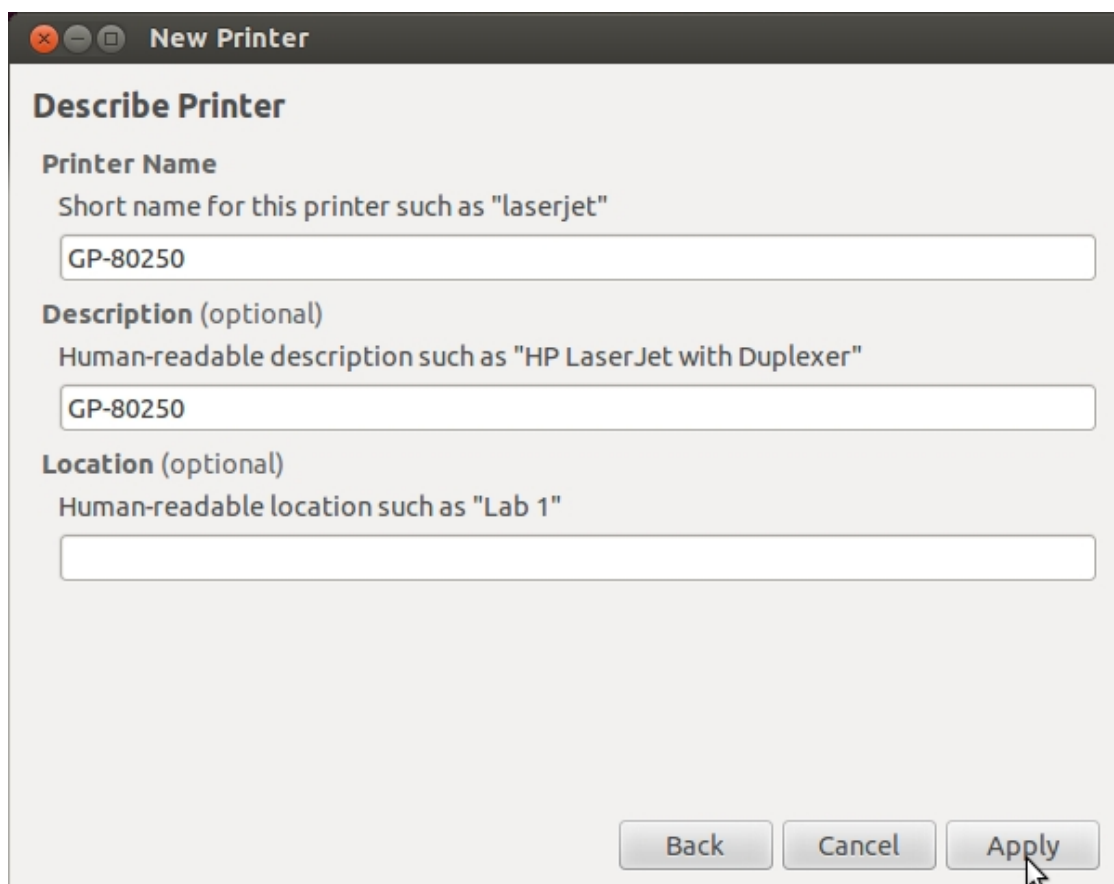 New Printer
Describe Printer
Printer Name
Short name for this printer such as "laserjet"
GP-80250
Description (optional)
Human-readable description such as "HP LaserJet with Duplexer"
GP-80250
Location (optional)
Human-readable location such as "Lab 1"
Back Cancel Apply